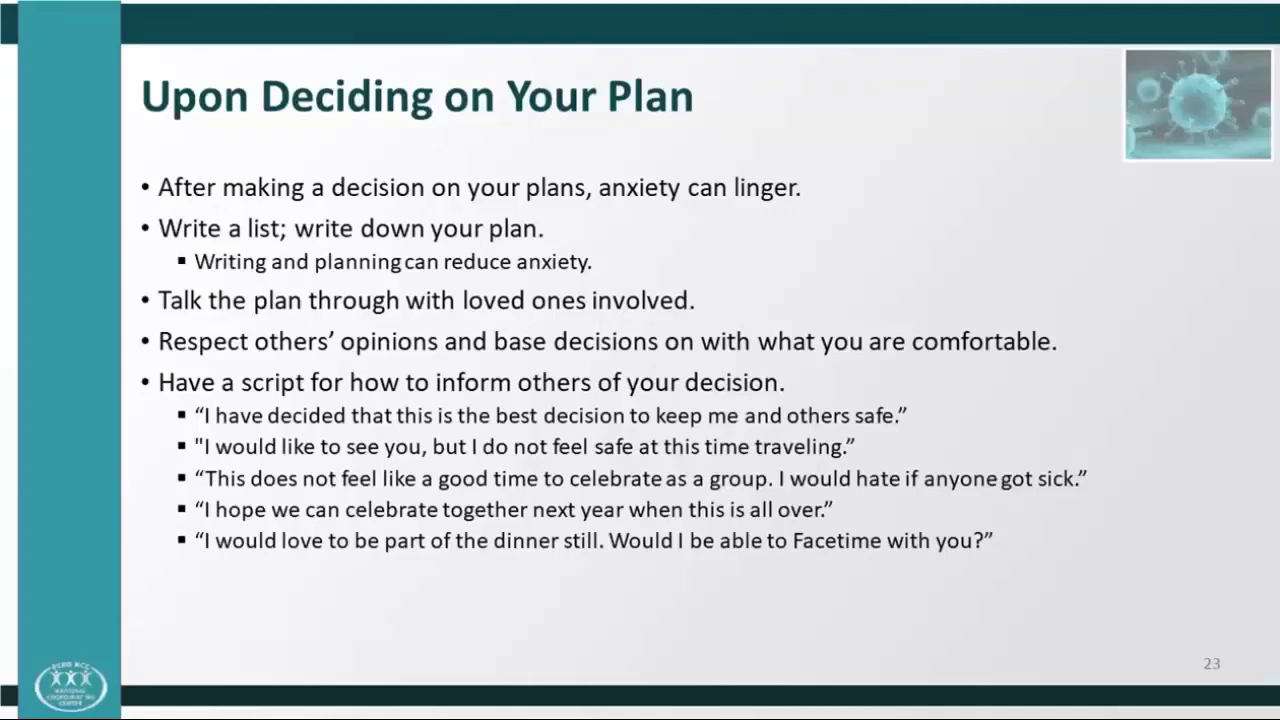 Upon Deciding on Your Plan
• After making a decision on your plans, anxiety can linger.
• Write a list; write down your plan.
▪ Writing and planning can reduce anxiety.
• Talk the plan through with loved ones involved.
• Respect others’ opinions and base decisions on with what you are comfortable.
• Have a script for how to inform others of your decision.
▪ “I have decided that this is the best decision to keep me and others safe.”
▪ "I would like to see you, but I do not feel safe at this time traveling.”
▪ “This does not feel like a good time to celebrate as a group. I would hate if anyone got sick.”
▪ “I hope we can celebrate together next year when this is all over.”
▪ “I would love to be part of the dinner still. Would I be able to Facetime with you?”
23
NATIONAL
COORDINATING
CENTER